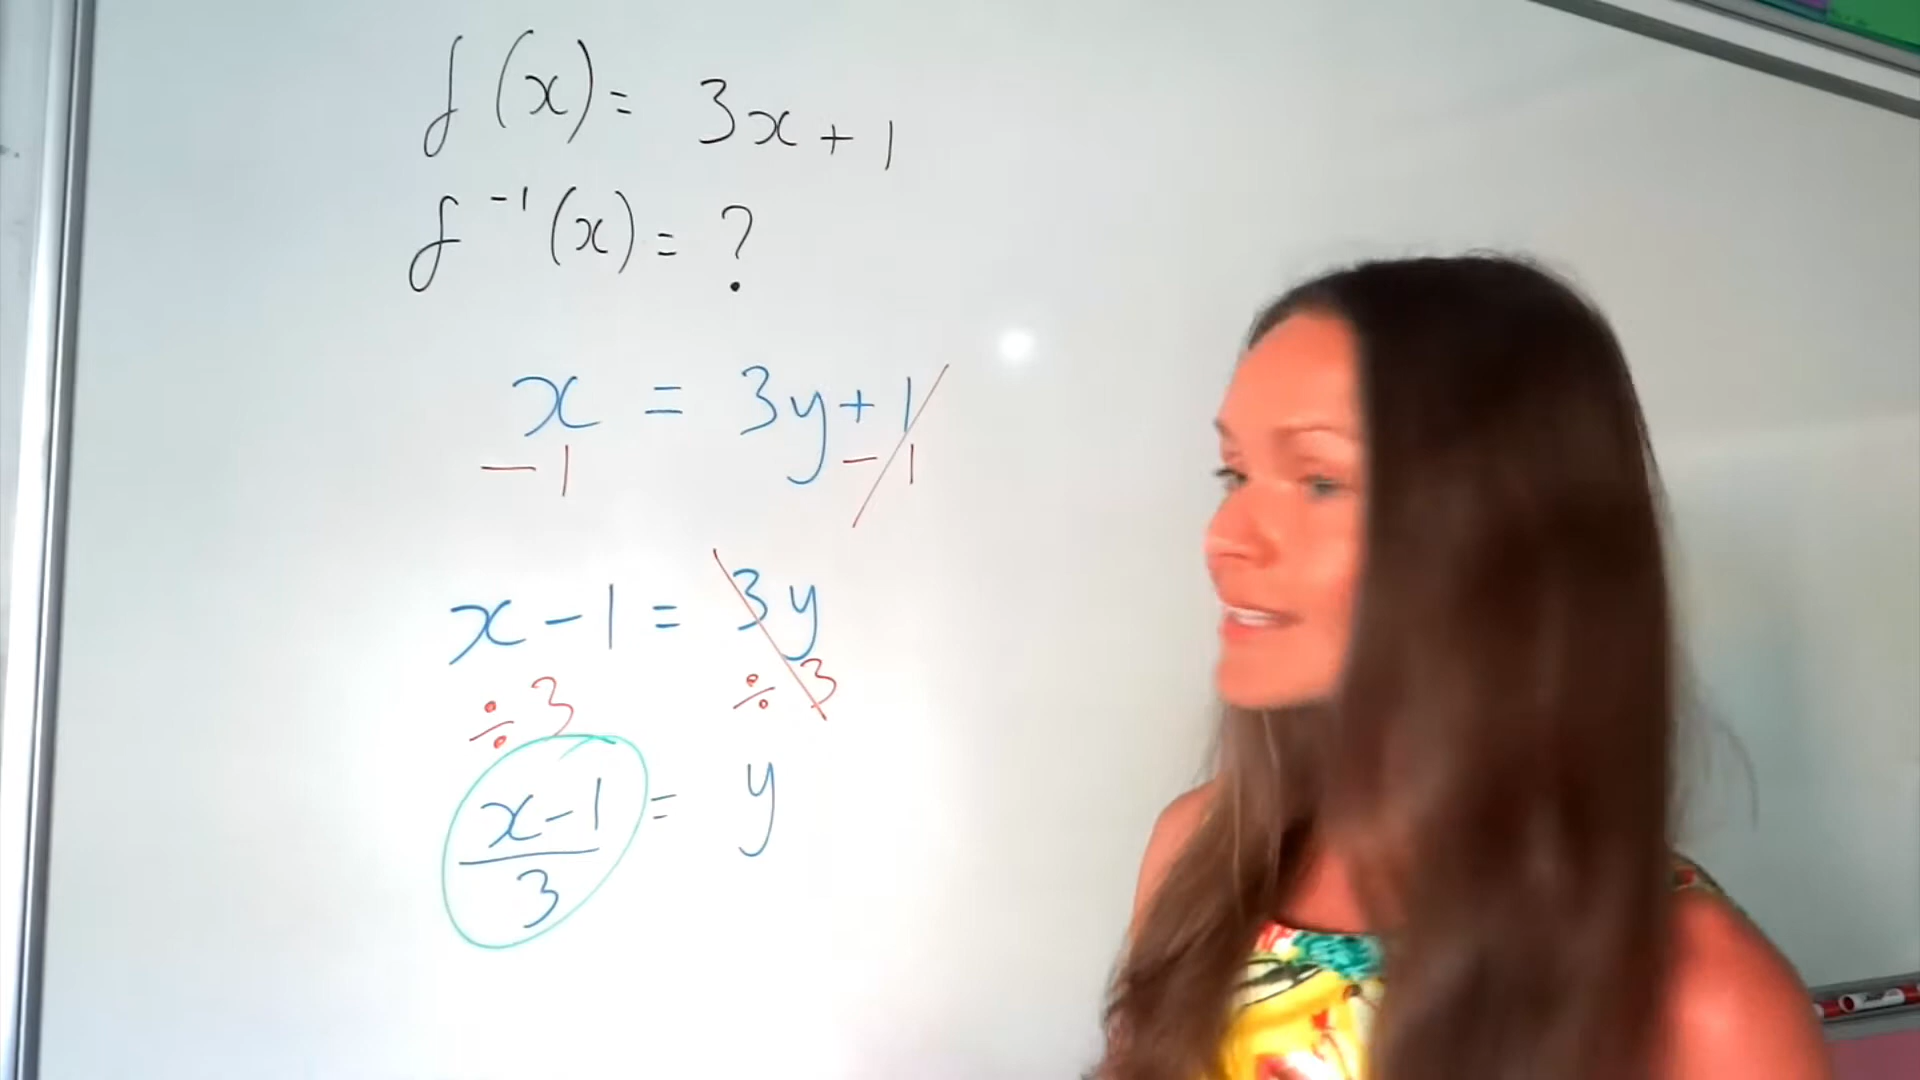 f(x) = 3x + 1
f⁻¹(x) = ?
x = 3y + 1
− 1 − 1
x − 1 = 3y
÷ 3 ÷ 3
x − 1 = y
3